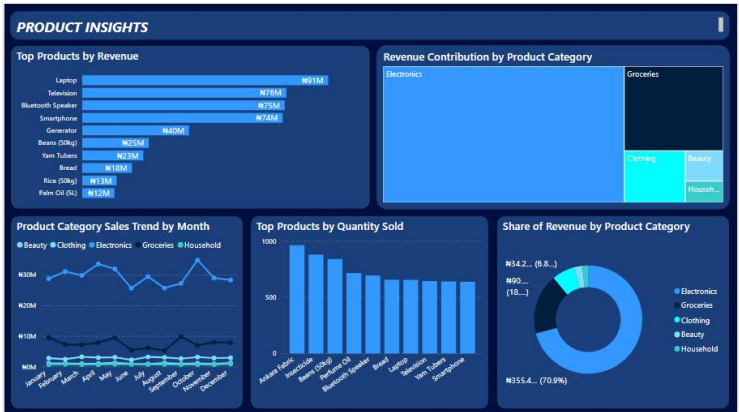 PRODUCT INSIGHTS
Top Products by Revenue
Laptop ₦91M
Television ₦76M
Bluetooth Speaker ₦75M
Smartphone ₦74M
Generator ₦40M
Beans (50kg) ₦25M
Yam Tubers ₦23M
Bread ₦18M
Rice (50kg) ₦13M
Palm Oil (5L) ₦12M
Revenue Contribution by Product Category
Electronics
Groceries
Clothing
Beauty
Househ...
Product Category Sales Trend by Month
Beauty Clothing Electronics Groceries Household
₦30M
₦20M
₦10M
₦0M
January
February
March
April
May
June
July
August
September
October
November
December
Top Products by Quantity Sold
1000
500
0
Ankara Fabric
Insecticide
Beans (50kg)
Perfume Oil
Bluetooth Speaker
Bread
Laptop
Television
Yam Tubers
Smartphone
Share of Revenue by Product Category
₦34.2... (6.8...)
₦90....
(18....)
₦355.4... (70.9%)
Electronics
Groceries
Clothing
Beauty
Household